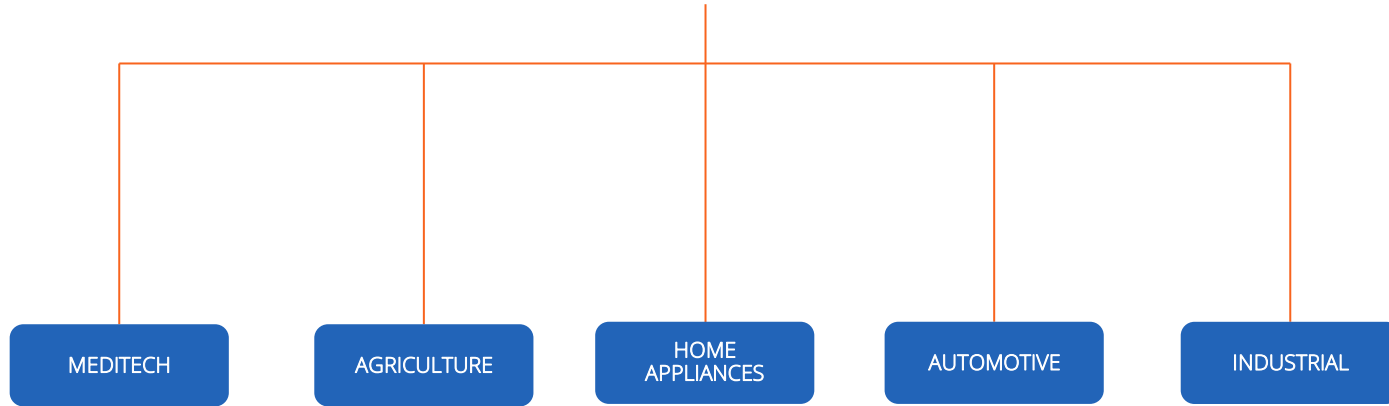 MEDITECH
AGRICULTURE
HOME
APPLIANCES
AUTOMOTIVE
INDUSTRIAL